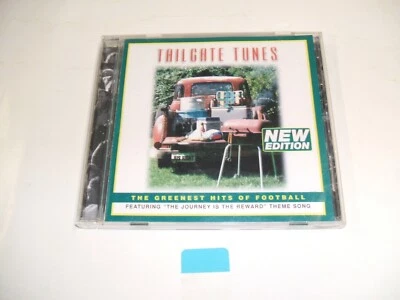 TAILGATE TUNES
NEW
EDITION
THE GREENEST HITS OF FOOTBALL
FEATURING "THE JOURNEY IS THE REWARD" THEME SONG